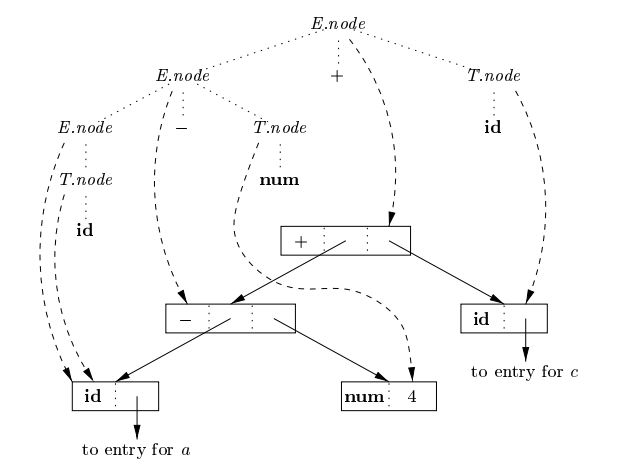 E.node
E.node + T.node
E.node − T.node id
T.node num
id
+
− id
to entry for c
id num 4
to entry for a